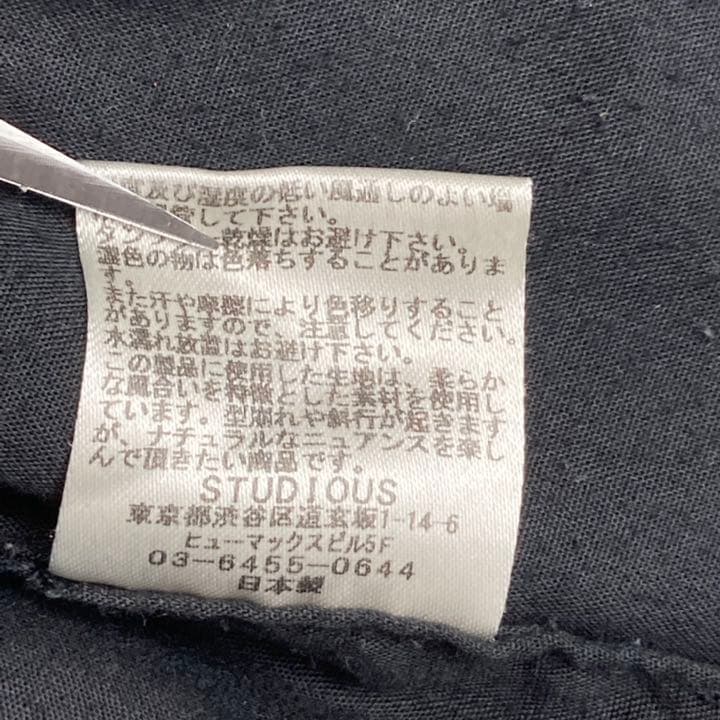 度及び湿度の低い風通しのよい場
管して下さい。
タンブラー乾燥はお避け下さい。
濃色の物は色落ちすることがありま
す。
また汗や摩擦により色移りすること
がありますので、注意してください。
水濡れ放置はお避け下さい。
この製品に使用した生地は、柔らか
な風合いを特徴とした素材を使用し
ています。型崩れや斜行が起きます
が、ナチュラルなニュアンスを楽し
んで頂きたい商品です。
STUDIOUS
東京都渋谷区道玄坂1-14-6
ヒューマックスビル5F
03-6455-0644
日本製